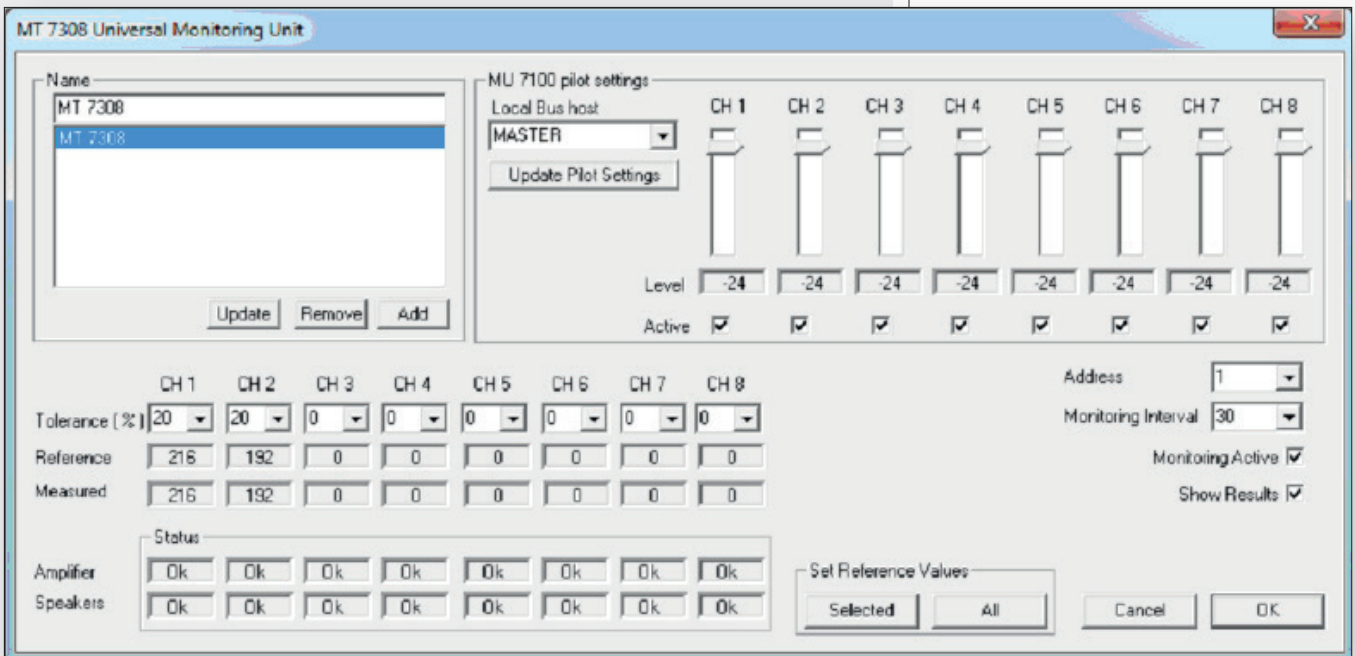 MT 7308 Universal Monitoring Unit
Name
MT 7308
MT 7308
Update Remove Add
MU 7100 pilot settings
Local Bus host
MASTER
Update Pilot Settings
CH 1 CH 2 CH 3 CH 4 CH 5 CH 6 CH 7 CH 8
Level -24 -24 -24 -24 -24 -24 -24 -24
Active
CH 1 CH 2 CH 3 CH 4 CH 5 CH 6 CH 7 CH 8
Tolerance (%) 20 20 0 0 0 0 0 0
Reference 216 192 0 0 0 0 0 0
Measured 216 192 0 0 0 0 0 0
Address 1
Monitoring Interval 30
Monitoring Active
Show Results
Status
Amplifier Ok Ok Ok Ok Ok Ok Ok Ok
Speakers Ok Ok Ok Ok Ok Ok Ok Ok
Set Reference Values
Selected All
Cancel OK